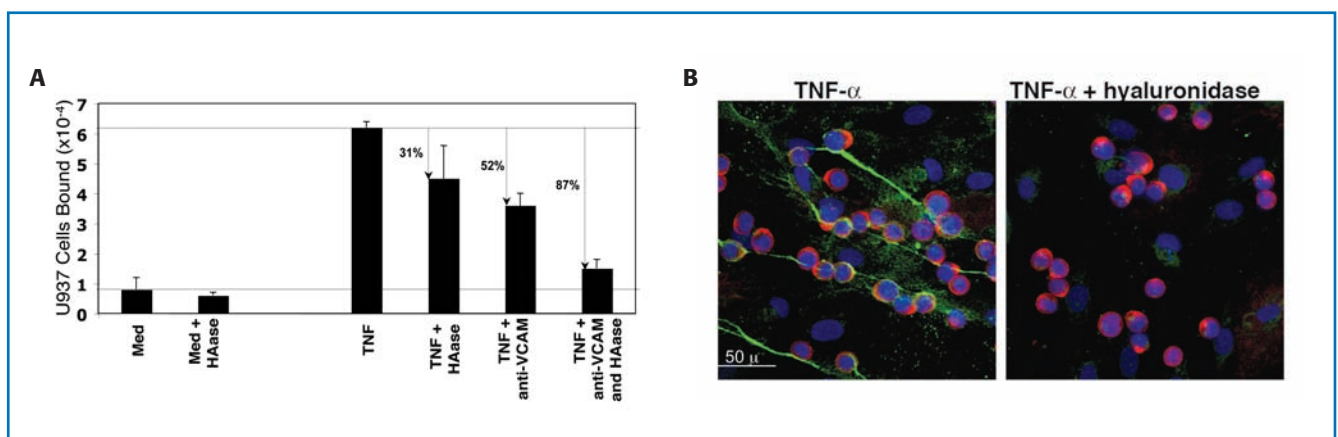 A
U937 Cells Bound (x10-4)
7
6
5
4
3
2
1
0
31%
52%
87%
Med
Med +
HAase
TNF
TNF +
HAase
TNF +
anti-VCAM
TNF +
anti-VCAM
and HAase
B
TNF-α
TNF-α + hyaluronidase
50 μ